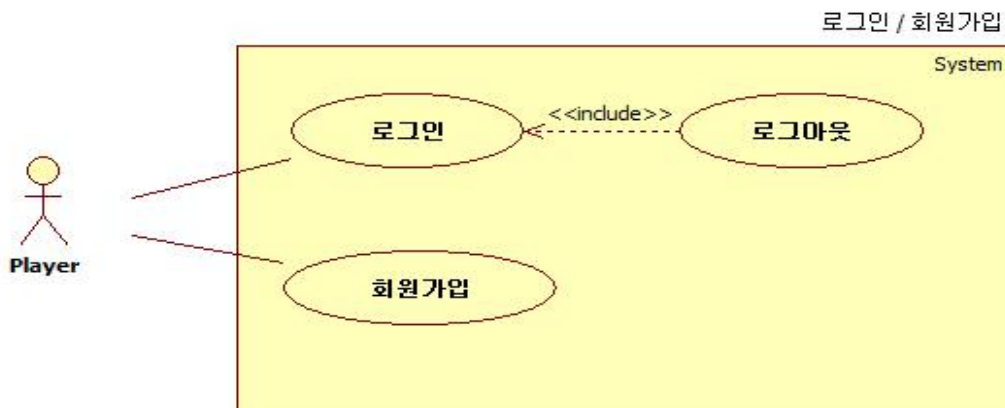 로그인 / 회원가입
System
<<include>>
로그인
로그아웃
Player
회원가입